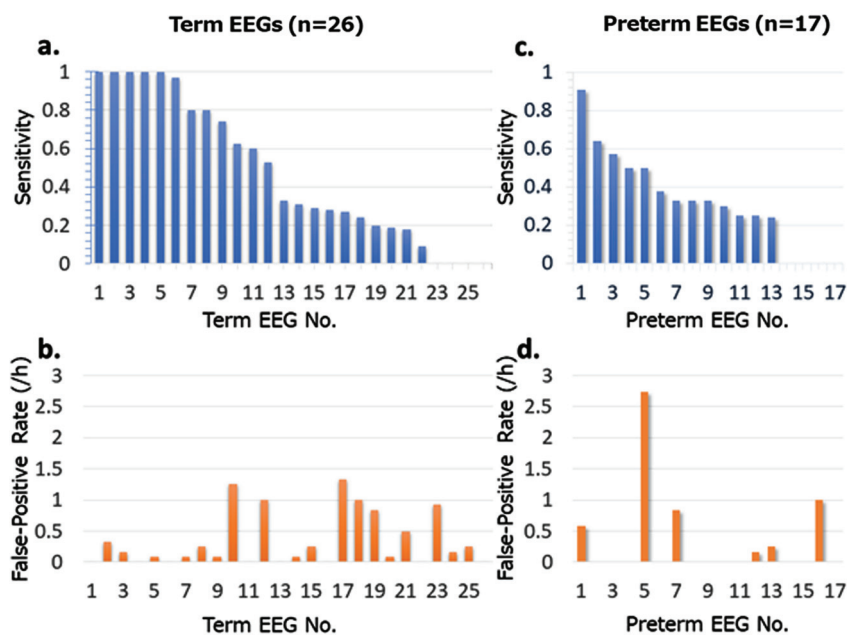 Term EEGs (n=26)
a.
Sensitivity
1
0.8
0.6
0.4
0.2
0
1 3 5 7 9 11 13 15 17 19 21 23 25
Term EEG No.
Preterm EEGs (n=17)
c.
Sensitivity
1
0.8
0.6
0.4
0.2
0
1 3 5 7 9 11 13 15 17
Preterm EEG No.
b.
False-Positive Rate (/h)
3
2.5
2
1.5
1
0.5
0
1 3 5 7 9 11 13 15 17 19 21 23 25
Term EEG No.
d.
False-Positive Rate (/h)
3
2.5
2
1.5
1
0.5
0
1 3 5 7 9 11 13 15 17
Preterm EEG No.